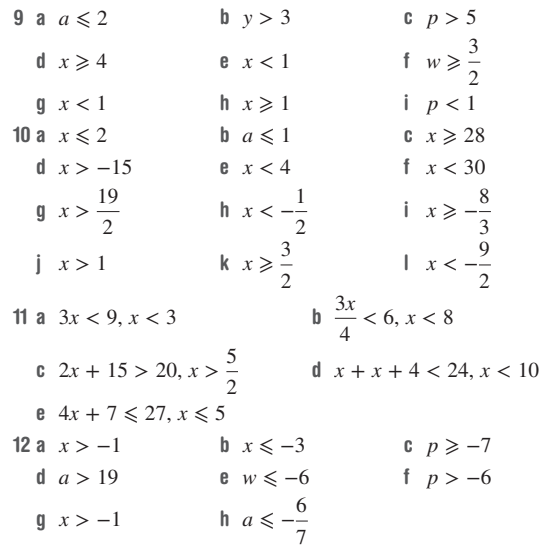 9 a a ⩽ 2 b y > 3 c p > 5
d x ⩾ 4 e x < 1 f w ⩾ 3/2
g x < 1 h x ⩾ 1 i p < 1
10 a x ⩽ 2 b a ⩽ 1 c x ⩾ 28
d x > −15 e x < 4 f x < 30
g x > 19/2 h x < −1/2 i x ⩾ −8/3
j x > 1 k x ⩾ 3/2 l x < −9/2
11 a 3x < 9, x < 3 b 3x/4 < 6, x < 8
c 2x + 15 > 20, x > 5/2 d x + x + 4 < 24, x < 10
e 4x + 7 ⩽ 27, x ⩽ 5
12 a x > −1 b x ⩽ −3 c p ⩾ −7
d a > 19 e w ⩽ −6 f p > −6
g x > −1 h a ⩽ −6/7